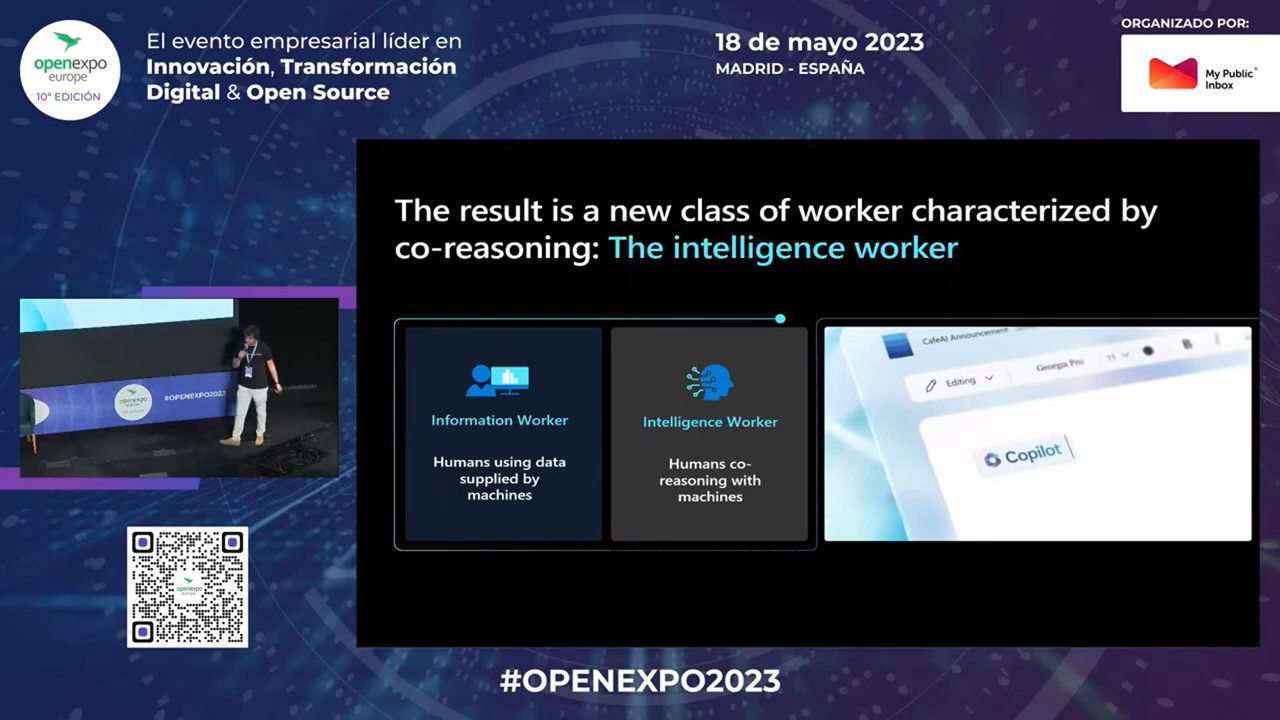 openexpo
europe
10ª EDICIÓN
El evento empresarial líder en
Innovación, Transformación
Digital & Open Source
18 de mayo 2023
MADRID - ESPAÑA
ORGANIZADO POR:
My Public
Inbox
The result is a new class of worker characterized by
co-reasoning: The intelligence worker
Information Worker
Humans using data
supplied by
machines
Intelligence Worker
Humans co-
reasoning with
machines
CafeAI Announcement
Editing
Georgia Pro
B
Copilot
#OPENEXPO2023
openexpo
europe
#OPENEXPO2023